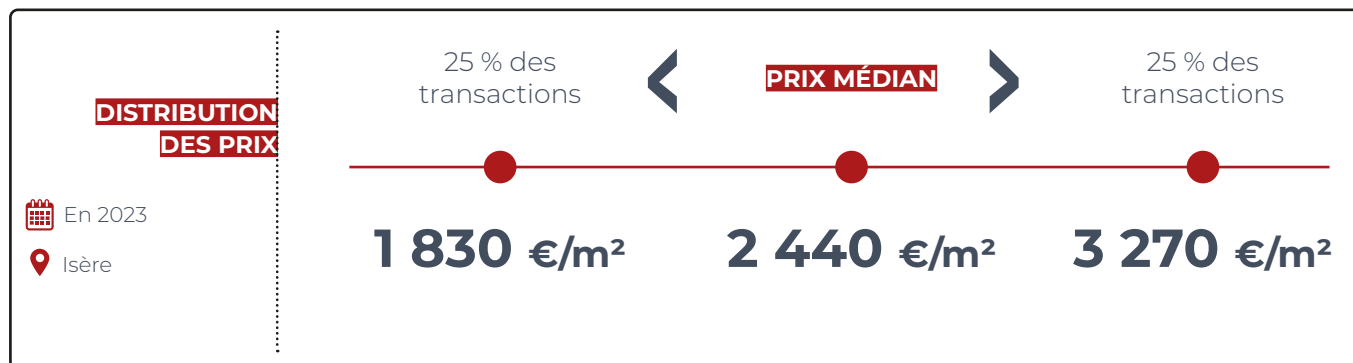 DISTRIBUTION
DES PRIX
En 2023
Isère
25 % des
transactions
<
PRIX MÉDIAN
>
25 % des
transactions
1 830 €/m²
2 440 €/m²
3 270 €/m²